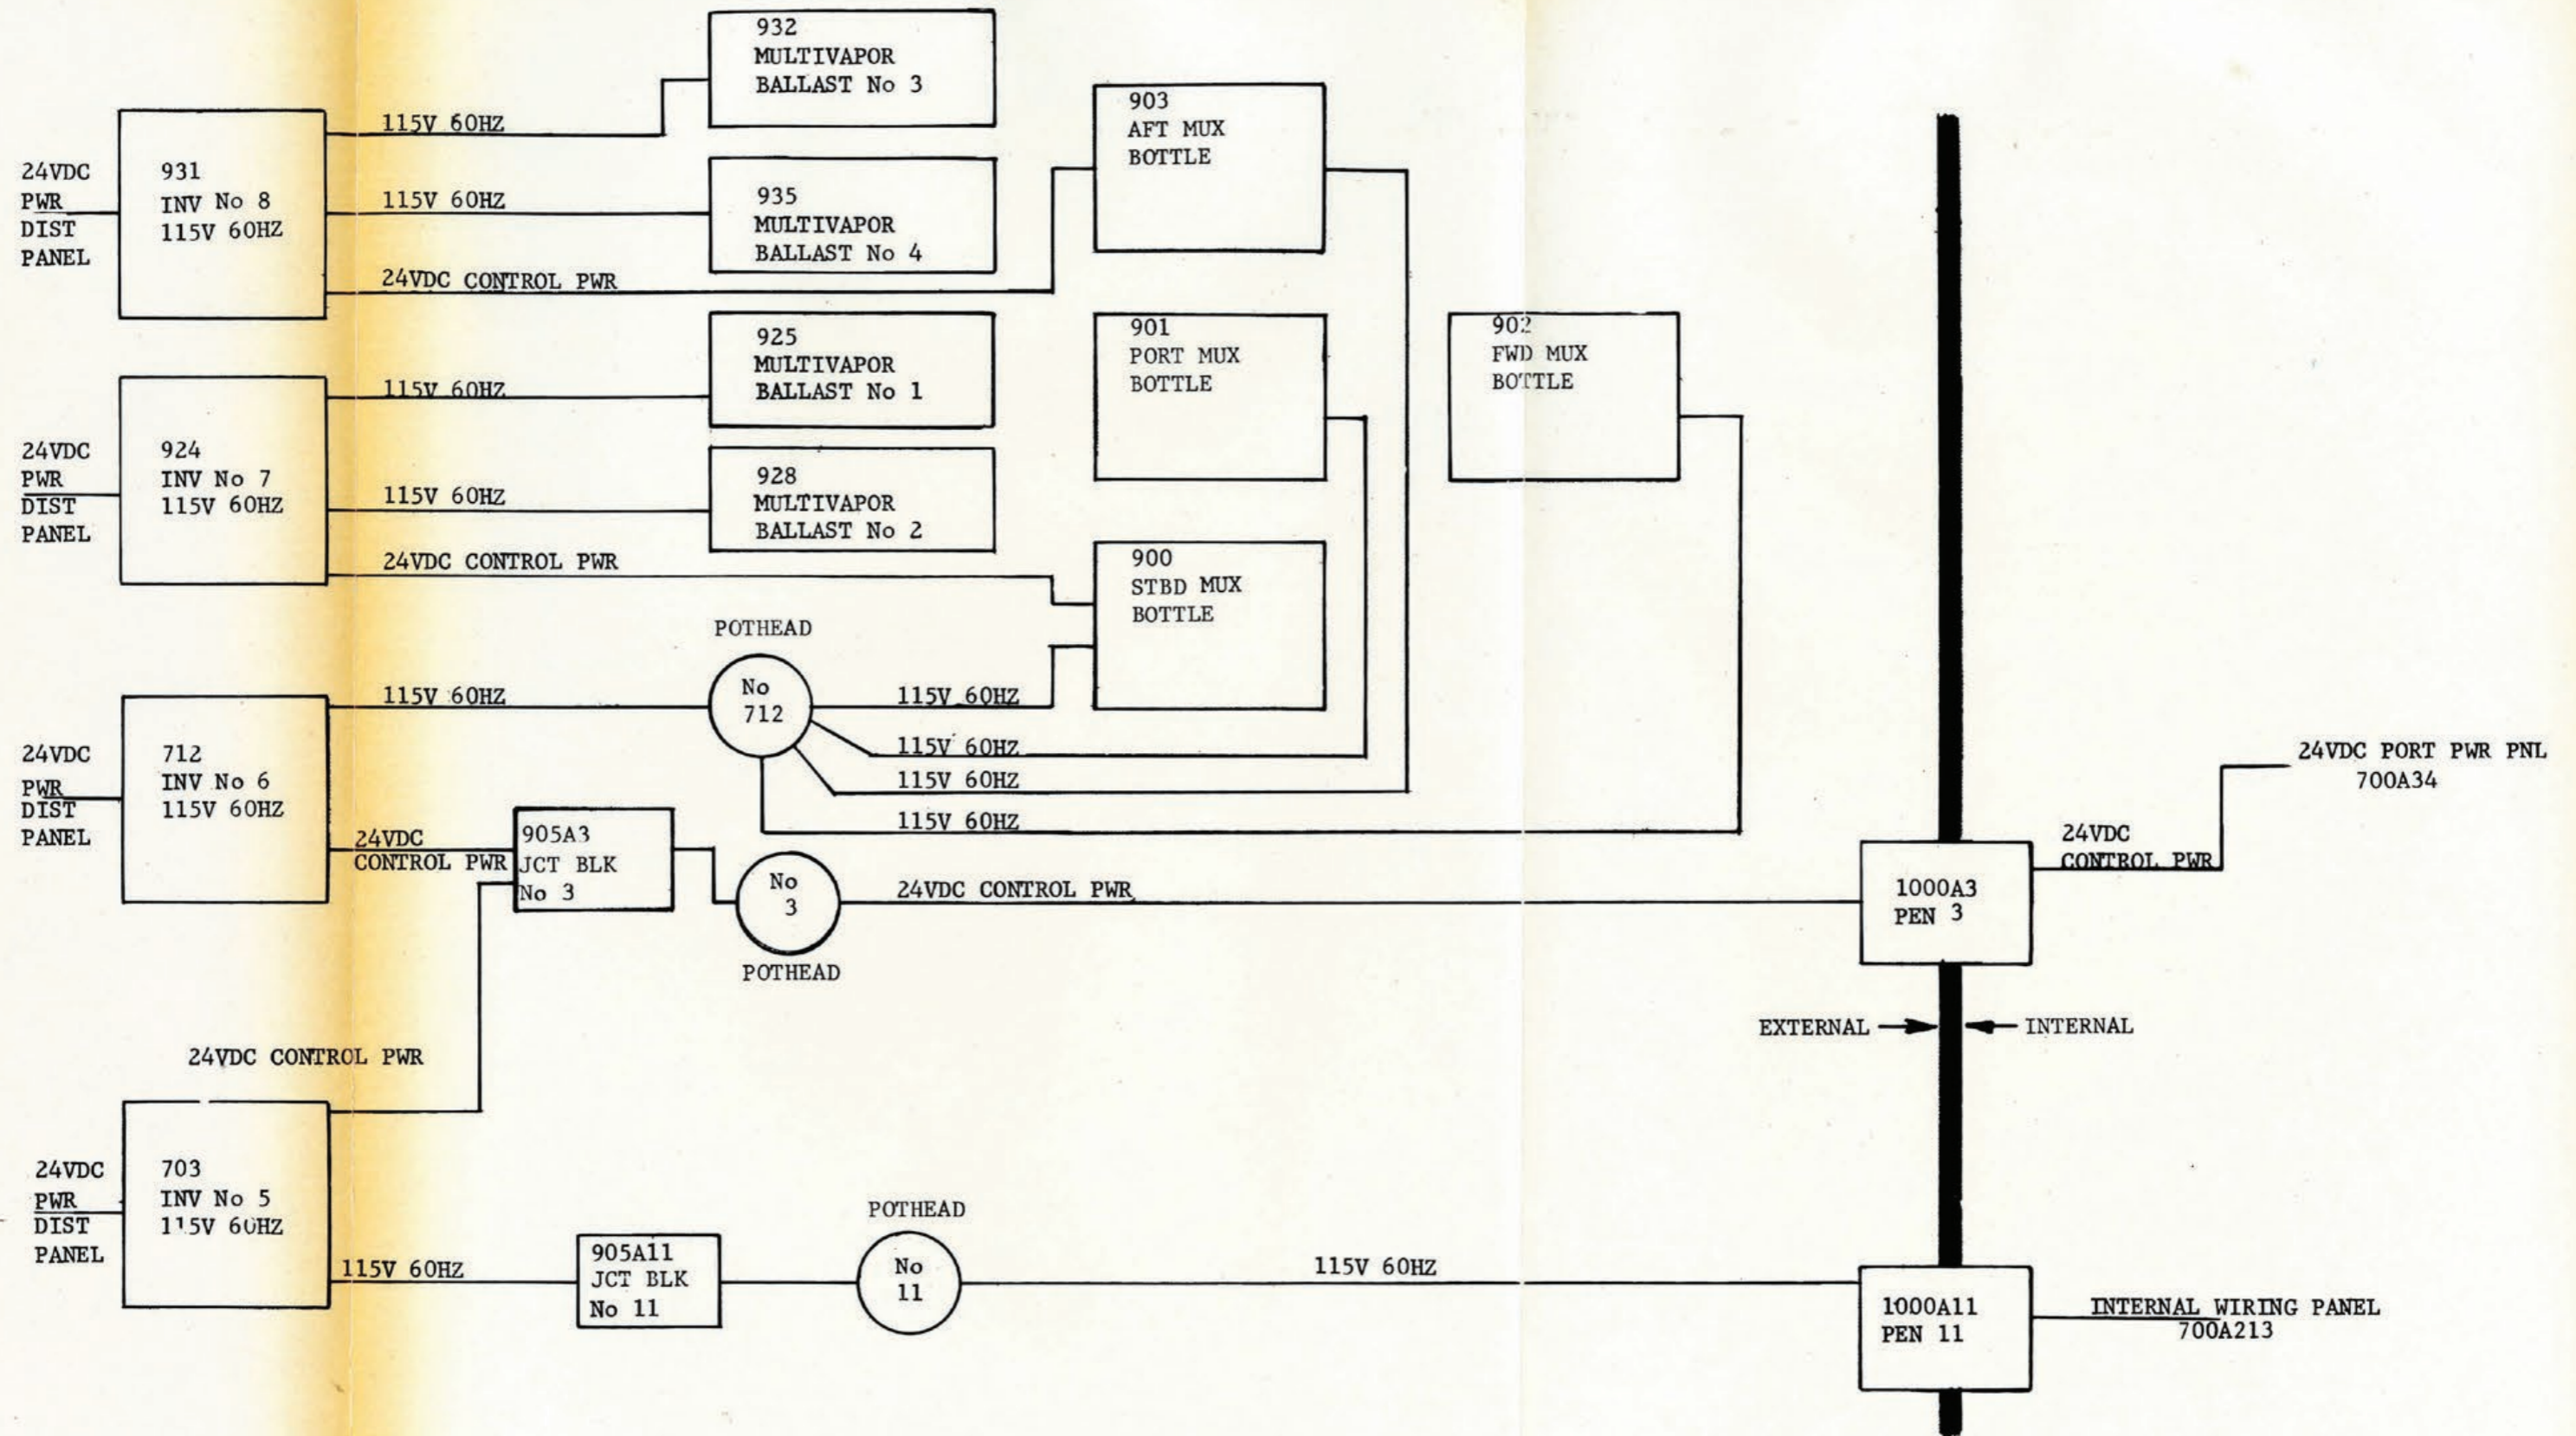 932
MULTIVAPOR
BALLAST No 3
903
AFT MUX
BOTTLE
115V 60HZ
24VDC
PWR
DIST
PANEL
931
INV No 8
115V 60HZ
115V 60HZ
935
MULTIVAPOR
BALLAST No 4
24VDC CONTROL PWR
925
MULTIVAPOR
BALLAST No 1
901
PORT MUX
BOTTLE
902
FWD MUX
BOTTLE
115V 60HZ
24VDC
PWR
DIST
PANEL
924
INV No 7
115V 60HZ
115V 60HZ
928
MULTIVAPOR
BALLAST No 2
24VDC CONTROL PWR
900
STBD MUX
BOTTLE
POTHEAD
No
712
115V 60HZ
115V 60HZ
115V 60HZ
115V 60HZ
115V 60HZ
24VDC
PWR
DIST
PANEL
712
INV No 6
115V 60HZ
24VDC
CONTROL PWR
905A3
JCT BLK
No 3
No
3
POTHEAD
24VDC CONTROL PWR
1000A3
PEN 3
24VDC
CONTROL PWR
24VDC PORT PWR PNL
700A34
EXTERNAL
INTERNAL
24VDC CONTROL PWR
24VDC
PWR
DIST
PANEL
703
INV No 5
115V 60HZ
115V 60HZ
905A11
JCT BLK
No 11
POTHEAD
No
11
115V 60HZ
1000A11
PEN 11
INTERNAL WIRING PANEL
700A213